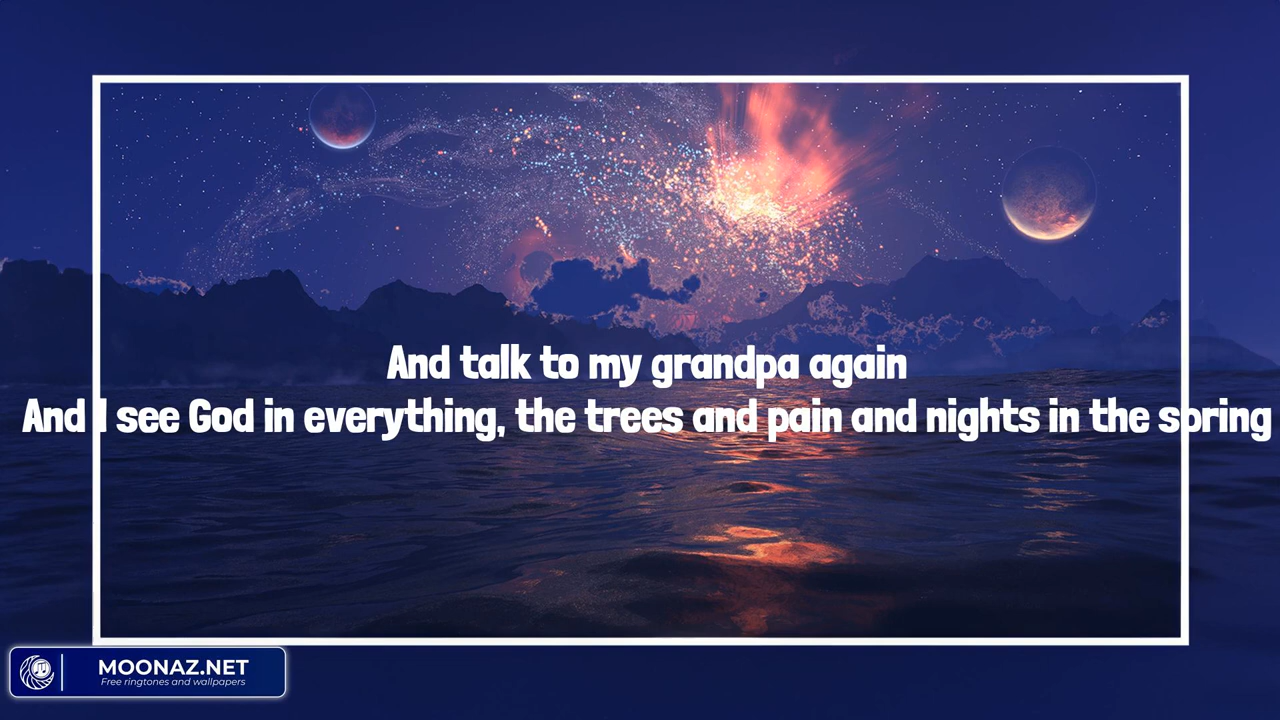 And talk to my grandpa again
And I see God in everything, the trees and pain and nights in the spring
MOONAZ.NET
Free ringtones and wallpapers